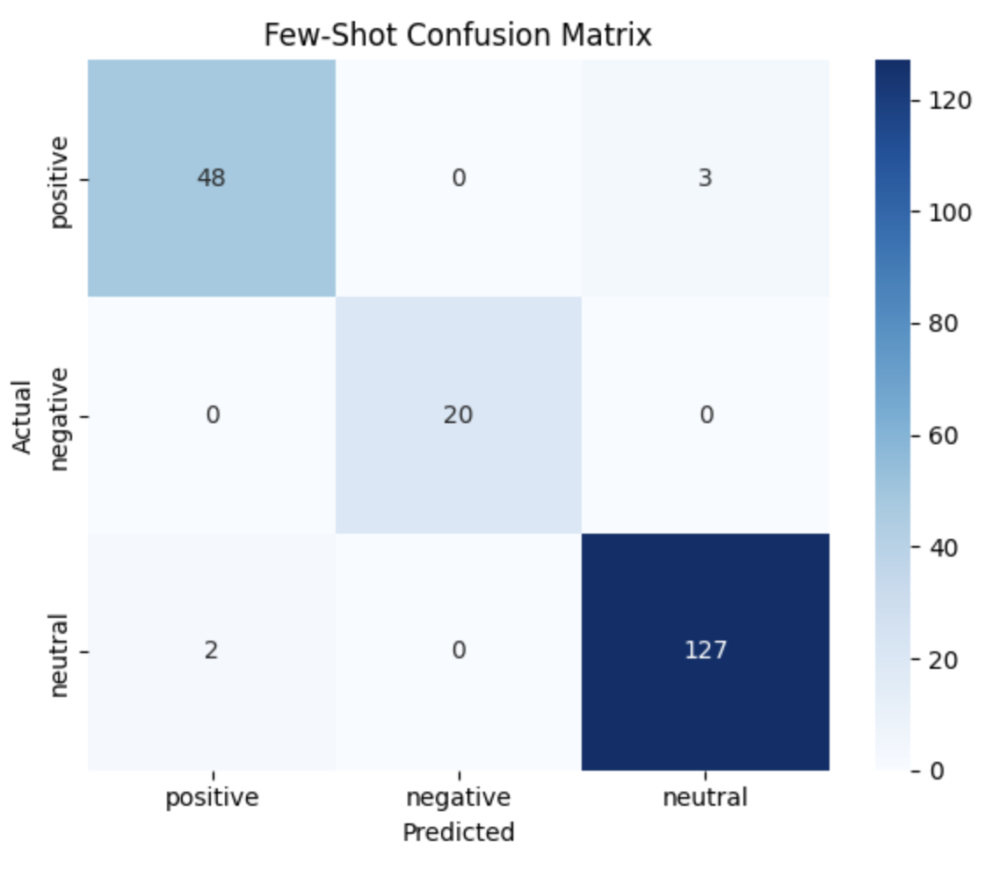 Few-Shot Confusion Matrix
positive
48
0
3
Actual
negative
0
20
0
neutral
2
0
127
positive
negative
neutral
Predicted
120
100
80
60
40
20
0